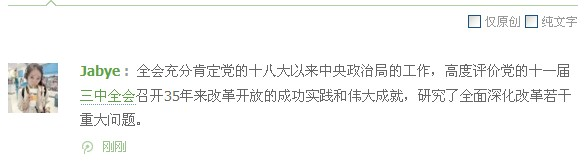 仅原创 纯文字
Jabye：全会充分肯定党的十八大以来中央政治局的工作，高度评价党的十一届
三中全会召开35年来改革开放的成功实践和伟大成就，研究了全面深化改革若干
重大问题。
刚刚